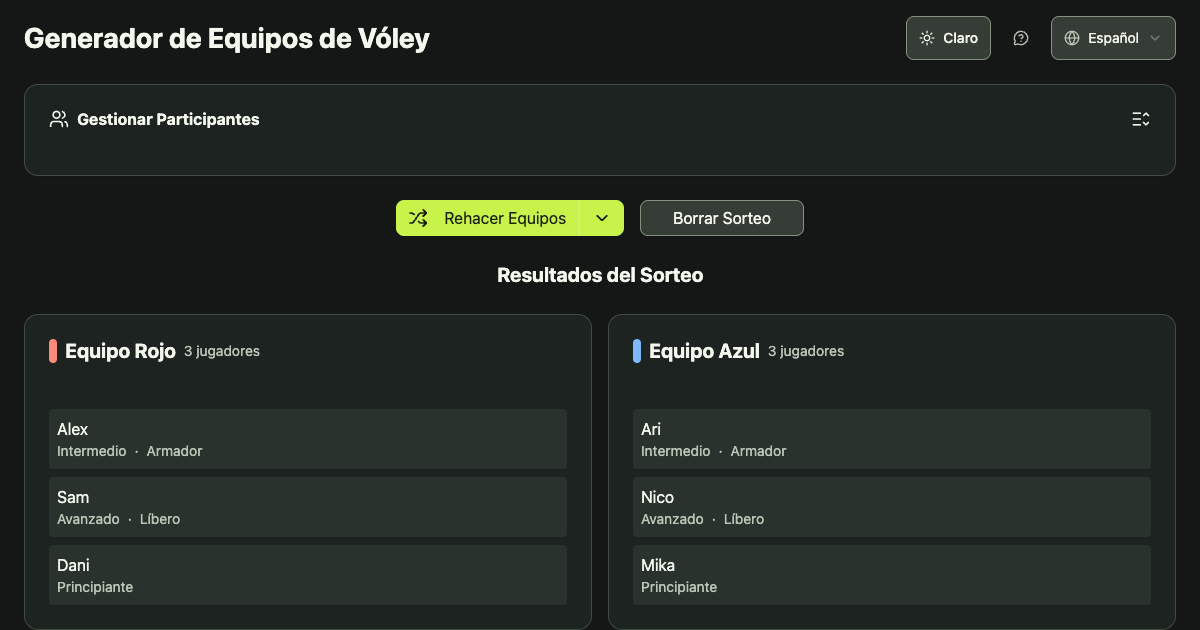 Generador de Equipos de Vóley
Claro
Español
Gestionar Participantes
Rehacer Equipos
Borrar Sorteo
Resultados del Sorteo
Equipo Rojo 3 jugadores
Alex
Intermedio · Armador
Sam
Avanzado · Líbero
Dani
Principiante
Equipo Azul 3 jugadores
Ari
Intermedio · Armador
Nico
Avanzado · Líbero
Mika
Principiante